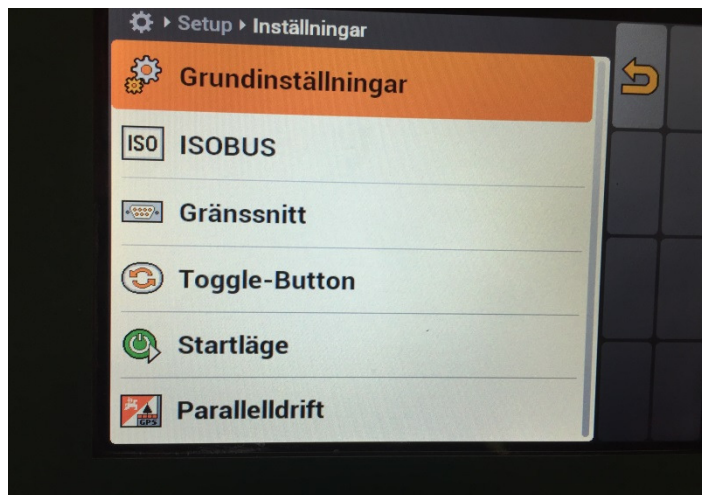 Setup Inställningar
Grundinställningar
ISO ISOBUS
Gränssnitt
Toggle-Button
Startläge
GPS Parallelldrift